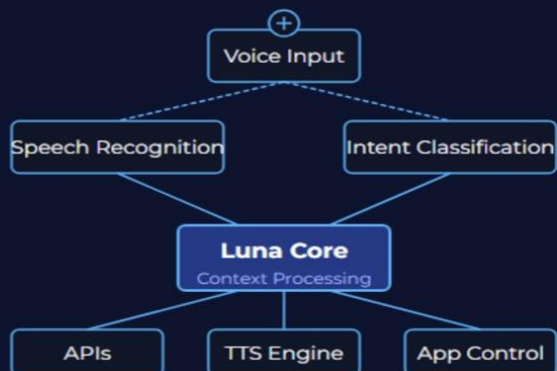 Voice Input
Speech Recognition
Intent Classification
Luna Core
Context Processing
APIs
TTS Engine
App Control